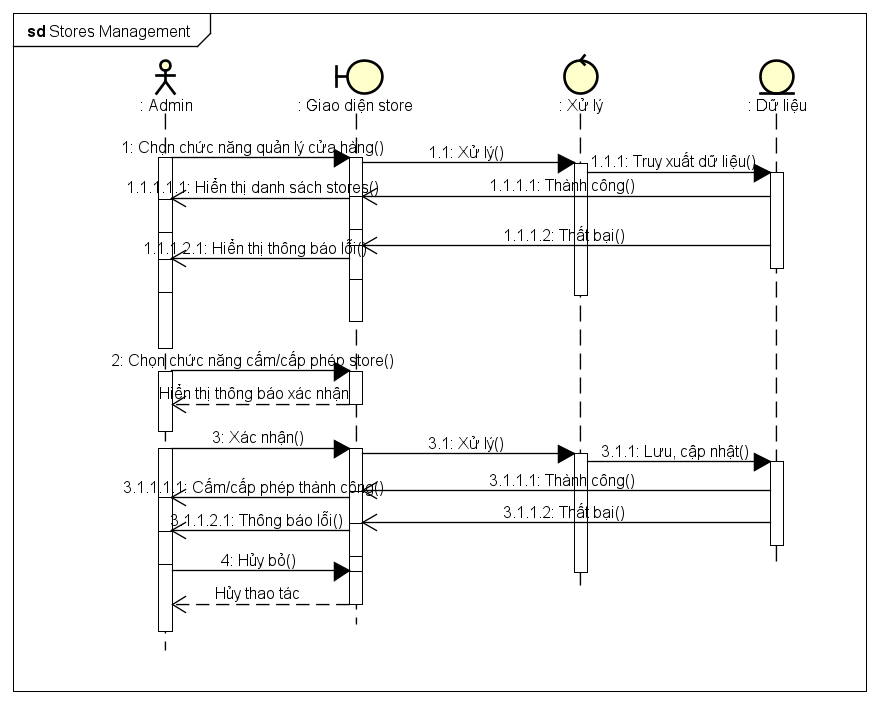 sd Stores Management
: Admin
: Giao diện store
: Xử lý
: Dữ liệu
1: Chọn chức năng quản lý cửa hàng()
1.1: Xử lý()
1.1.1: Truy xuất dữ liệu()
1.1.1.1.1: Hiển thị danh sách stores()
1.1.1.1: Thành công()
1.1.1.2: Thất bại()
1.1.1.2.1: Hiển thị thông báo lỗi()
2: Chọn chức năng cấm/cấp phép store()
Hiển thị thông báo xác nhận
3: Xác nhận()
3.1: Xử lý()
3.1.1: Lưu, cập nhật()
3.1.1.1.1: Cấm/cấp phép thành công()
3.1.1.1: Thành công()
3.1.1.2.1: Thông báo lỗi()
3.1.1.2: Thất bại()
4: Hủy bỏ()
Hủy thao tác